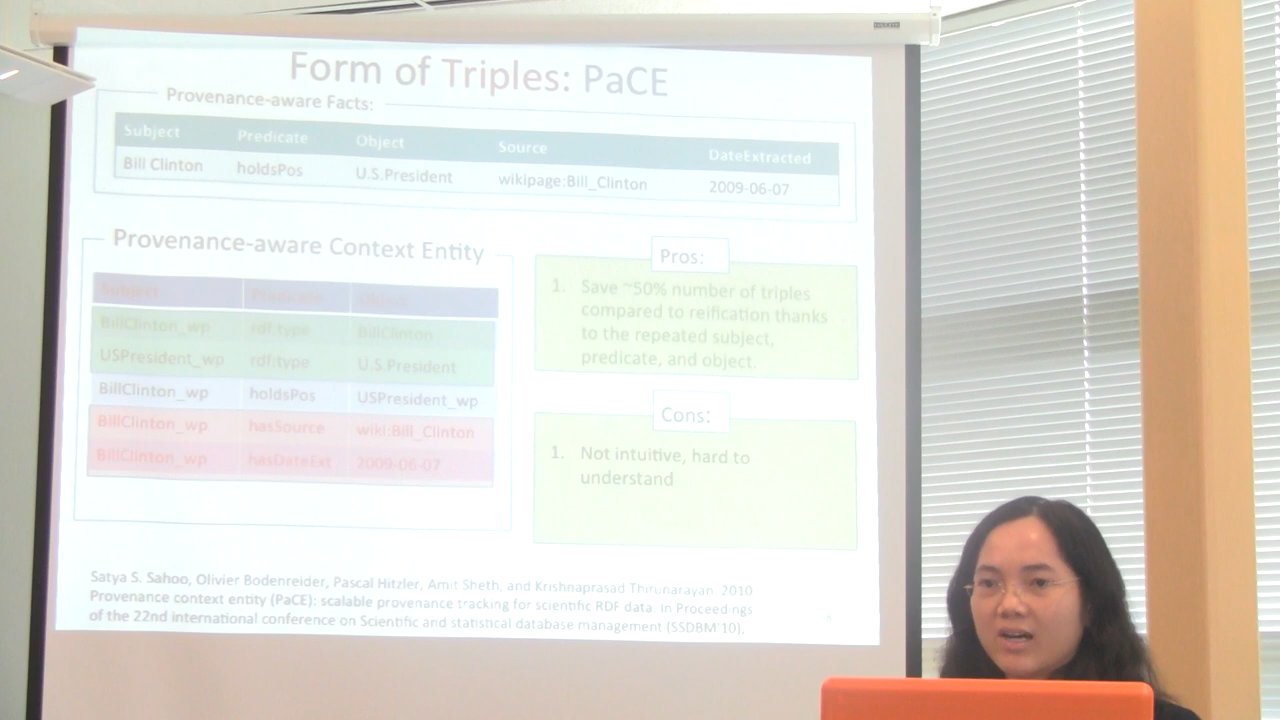 Form of Triples: PaCE
Provenance-aware Facts:
Subject Predicate Object Source DateExtracted
Bill Clinton holdsPos U.S.President wikipage:Bill_Clinton 2009-06-07
Provenance-aware Context Entity
Subject Predicate Object
BillClinton_wp rdf:type BillClinton
USPresident_wp rdf:type U.S.President
BillClinton_wp holdsPos USPresident_wp
BillClinton_wp hasSource wiki:Bill_Clinton
BillClinton_wp hasDateExt 2009-06-07
Pros:
1. Save ~50% number of triples
compared to reification thanks
to the repeated subject,
predicate, and object.
Cons:
1. Not intuitive, hard to
understand
Satya S. Sahoo, Olivier Bodenreider, Pascal Hitzler, Amit Sheth, and Krishnaprasad Thirunarayan. 2010
Provenance context entity (PaCE): scalable provenance tracking for scientific RDF data. in Proceedings
of the 22nd international conference on Scientific and statistical database management (SSDBM'10).